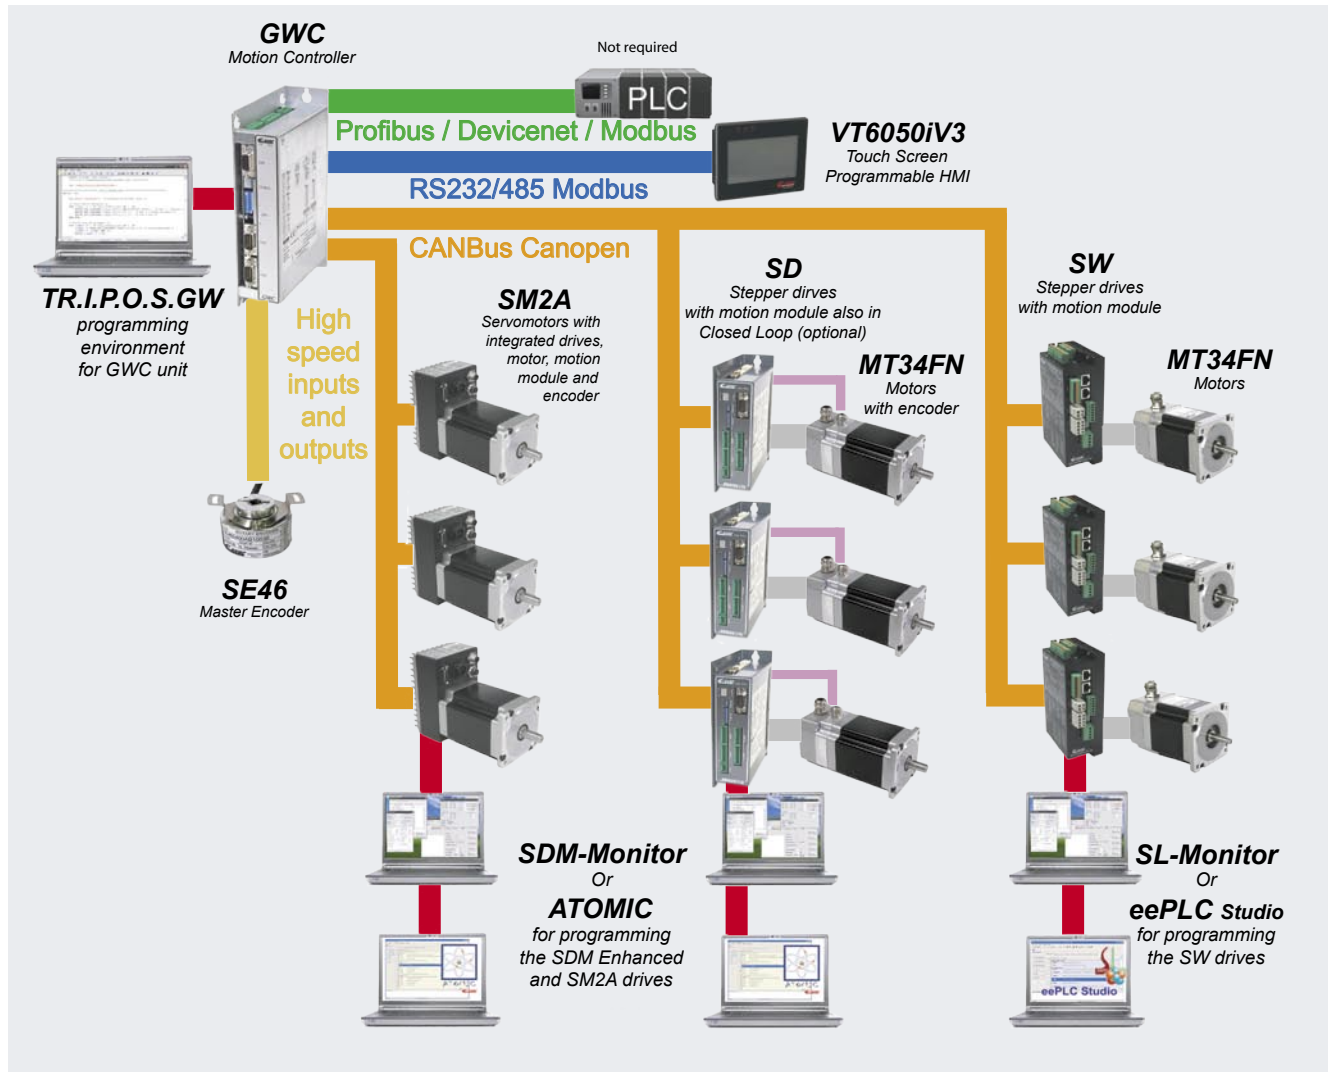 GWC
Motion Controller
Not required
PLC
Profibus / Devicenet / Modbus
VT6050iV3
Touch Screen
Programmable HMI
RS232/485 Modbus
CANBus Canopen
TR.I.P.O.S.GW
programming
environment
for GWC unit
High
speed
inputs
and
outputs
SE46
Master Encoder
SM2A
Servomotors with
integrated drives,
motor, motion
module and
encoder
SD
Stepper drives
with motion module also in
Closed Loop (optional)
MT34FN
Motors
with encoder
SW
Stepper drives
with motion module
MT34FN
Motors
SDM-Monitor
Or
ATOMIC
for programming
the SDM Enhanced
and SM2A drives
SL-Monitor
Or
eePLC Studio
for programming
the SW drives
ATOMIC
ATOMIC
eePLC Studio